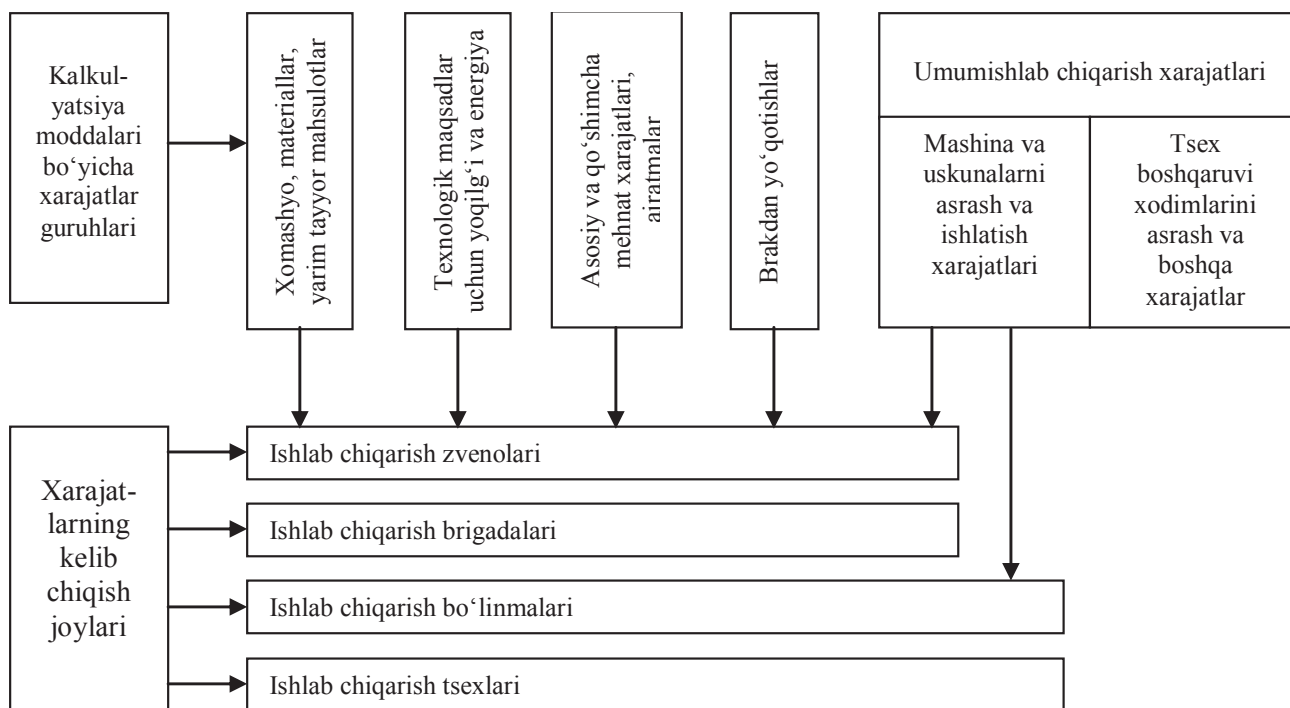 Kalkul-
yatsiya
moddalari
bo‘yicha
xarajatlar
guruhlari
Xomashyo, materiallar,
yarim tayyor mahsulotlar
Texnologik maqsadlar
uchun yoqilg‘i va energiya
Asosiy va qo‘shimcha
mehnat xarajatlari,
airatmalar
Brakdan yo‘qotishlar
Umumishlab chiqarish xarajatlari
Mashina va
uskunalarni
asrash va
ishlatish
xarajatlari
Tsex
boshqaruvi
xodimlarini
asrash va
boshqa
xarajatlar
Xarajat-
larning
kelib
chiqish
joylari
Ishlab chiqarish zvenolari
Ishlab chiqarish brigadalari
Ishlab chiqarish bo‘linmalari
Ishlab chiqarish tsexlari